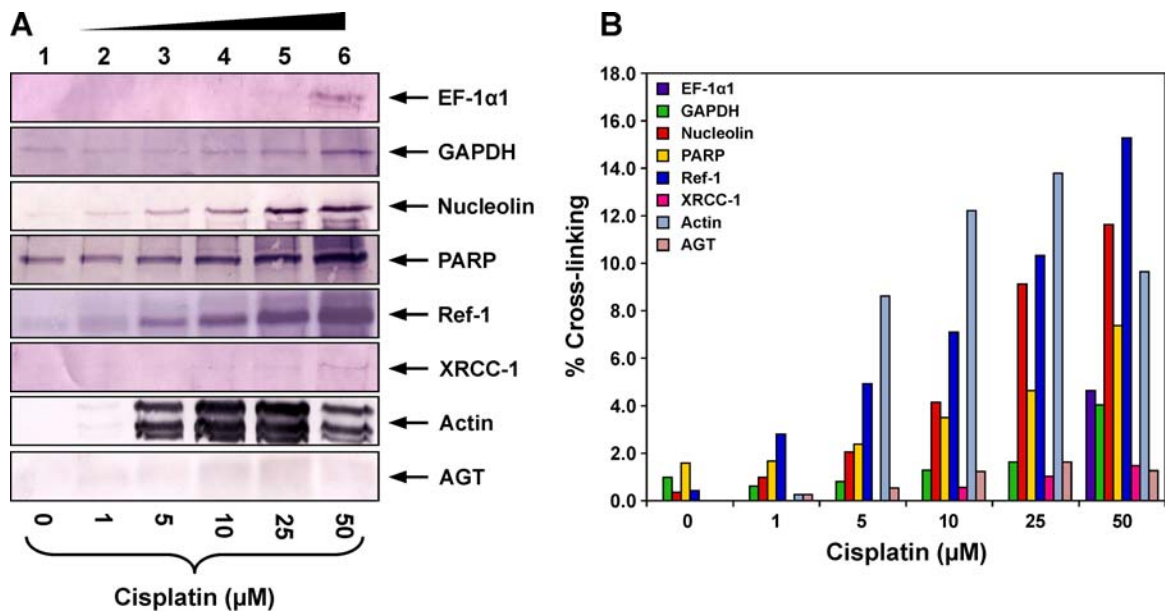 A
1 2 3 4 5 6
EF-1α1
GAPDH
Nucleolin
PARP
Ref-1
XRCC-1
Actin
AGT
0 1 5 10 25 50
Cisplatin (μM)
B
18.0
16.0
14.0
12.0
10.0
8.0
6.0
4.0
2.0
0.0
% Cross-linking
EF-1α1
GAPDH
Nucleolin
PARP
Ref-1
XRCC-1
Actin
AGT
0 1 5 10 25 50
Cisplatin (μM)